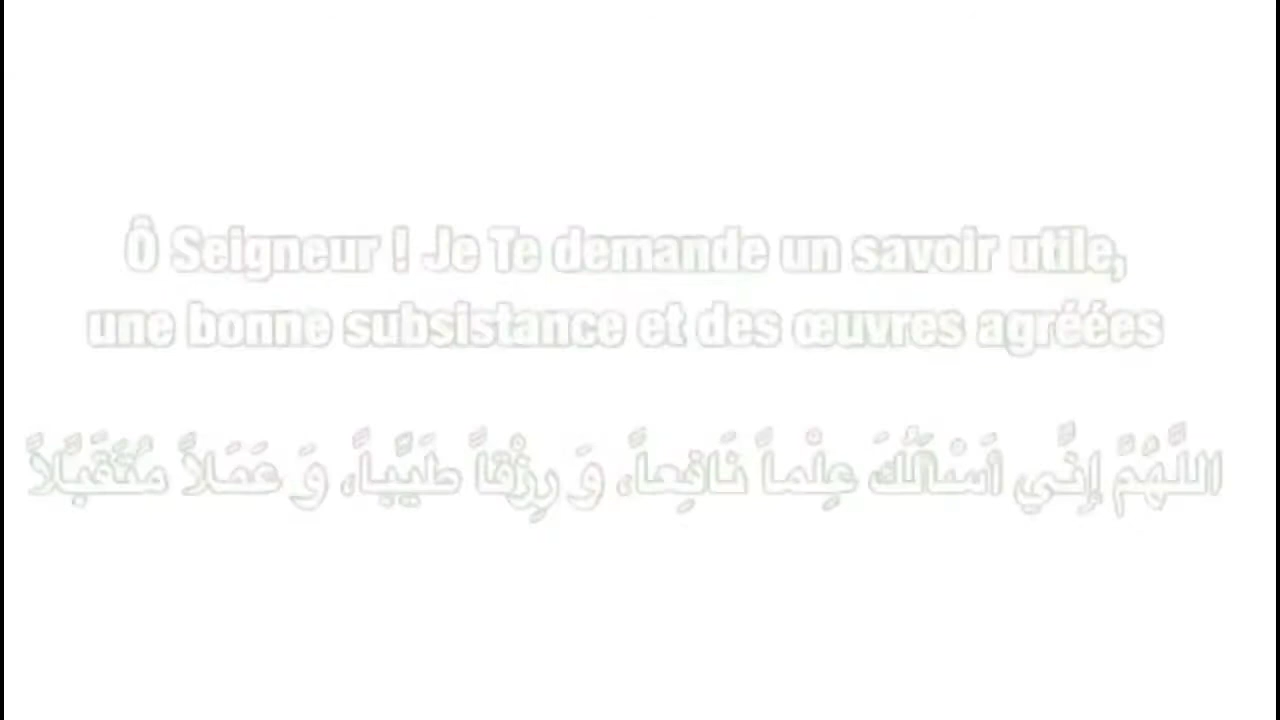 Ô Seigneur ! Je Te demande un savoir utile,
une bonne subsistance et des œuvres agréées
اللَّهُمَّ إِنَّي أَسْأَلُكَ عِلْماً نَافِعاً، وَ رِزْقاً طَيَّباً، وَ عَمَلاً مُتَقَبَّلاً